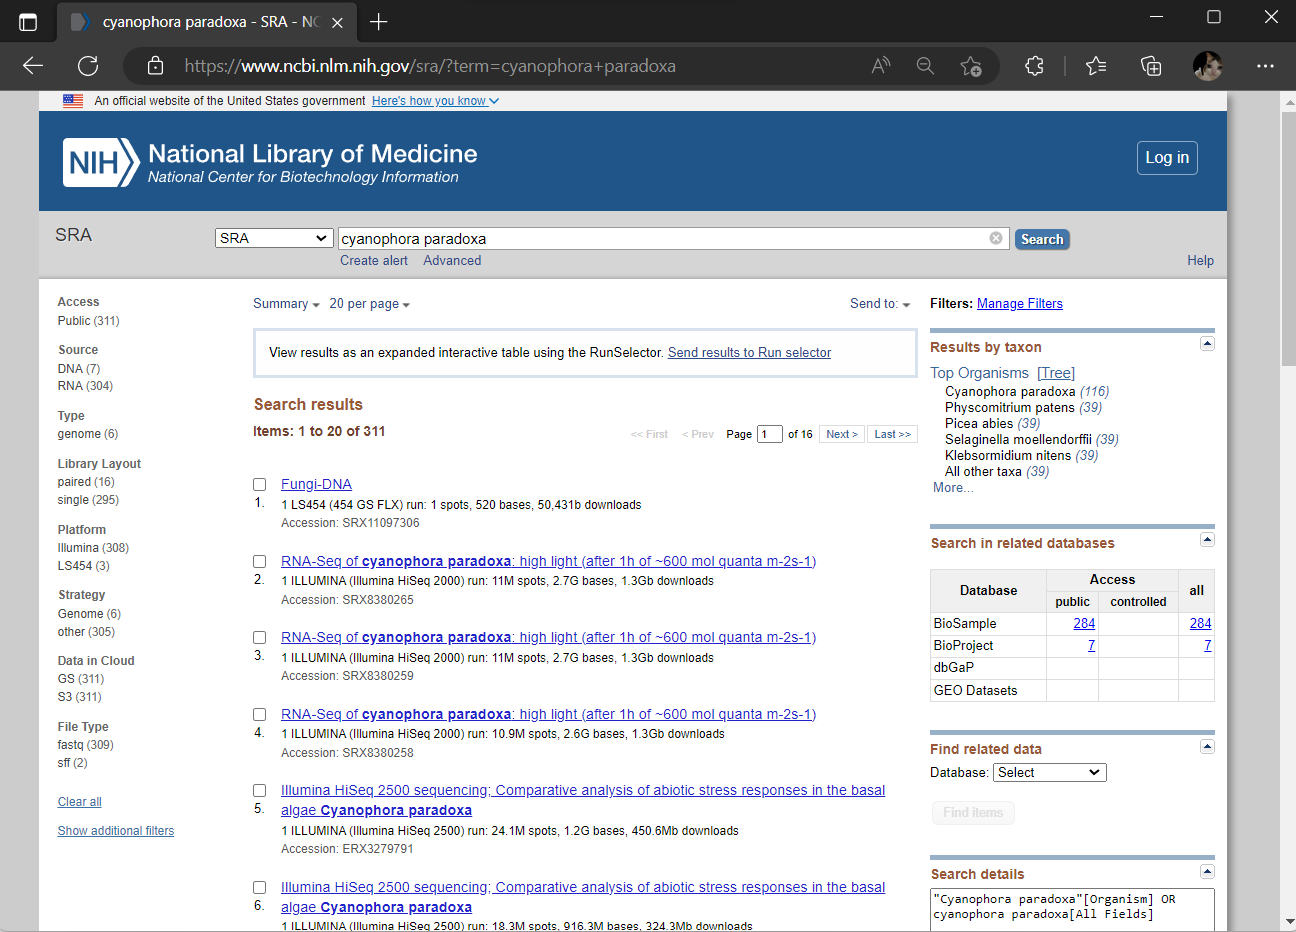 cyanophora paradoxa - SRA - NC
https://www.ncbi.nlm.nih.gov/sra/?term=cyanophora+paradoxa
An official website of the United States government Here's how you know
NIH National Library of Medicine
National Center for Biotechnology Information
Log in
SRA
SRA
cyanophora paradoxa
Search
Create alert Advanced
Help
Access
Public (311)
Source
DNA (7)
RNA (304)
Type
genome (6)
Library Layout
paired (16)
single (295)
Platform
Illumina (308)
LS454 (3)
Strategy
Genome (6)
other (305)
Data in Cloud
GS (311)
S3 (311)
File Type
fastq (309)
sff (2)
Clear all
Show additional filters
Summary 20 per page Send to:
View results as an expanded interactive table using the RunSelector. Send results to Run selector
Search results
Items: 1 to 20 of 311
<< First < Prev Page 1 of 16 Next > Last >>
Fungi-DNA
1. 1 LS454 (454 GS FLX) run: 1 spots, 520 bases, 50,431b downloads
Accession: SRX11097306
RNA-Seq of cyanophora paradoxa: high light (after 1h of ~600 mol quanta m-2s-1)
2. 1 ILLUMINA (Illumina HiSeq 2000) run: 11M spots, 2.7G bases, 1.3Gb downloads
Accession: SRX8380265
RNA-Seq of cyanophora paradoxa: high light (after 1h of ~600 mol quanta m-2s-1)
3. 1 ILLUMINA (Illumina HiSeq 2000) run: 11M spots, 2.7G bases, 1.3Gb downloads
Accession: SRX8380259
RNA-Seq of cyanophora paradoxa: high light (after 1h of ~600 mol quanta m-2s-1)
4. 1 ILLUMINA (Illumina HiSeq 2000) run: 10.9M spots, 2.6G bases, 1.3Gb downloads
Accession: SRX8380258
Illumina HiSeq 2500 sequencing; Comparative analysis of abiotic stress responses in the basal
5. algae Cyanophora paradoxa
1 ILLUMINA (Illumina HiSeq 2500) run: 24.1M spots, 1.2G bases, 450.6Mb downloads
Accession: ERX3279791
Illumina HiSeq 2500 sequencing; Comparative analysis of abiotic stress responses in the basal
6. algae Cyanophora paradoxa
1 ILLUMINA (Illumina HiSeq 2500) run: 18.3M spots, 916.3M bases, 324.3Mb downloads
Filters: Manage Filters
Results by taxon
Top Organisms [Tree]
Cyanophora paradoxa (116)
Physcomitrium patens (39)
Picea abies (39)
Selaginella moellendorffii (39)
Klebsormidium nitens (39)
All other taxa (39)
More...
Search in related databases
Database Access all
public controlled
BioSample 284 284
BioProject 7 7
dbGaP
GEO Datasets
Find related data
Database: Select
Find items
Search details
"Cyanophora paradoxa"[Organism] OR
cyanophora paradoxa[All Fields]